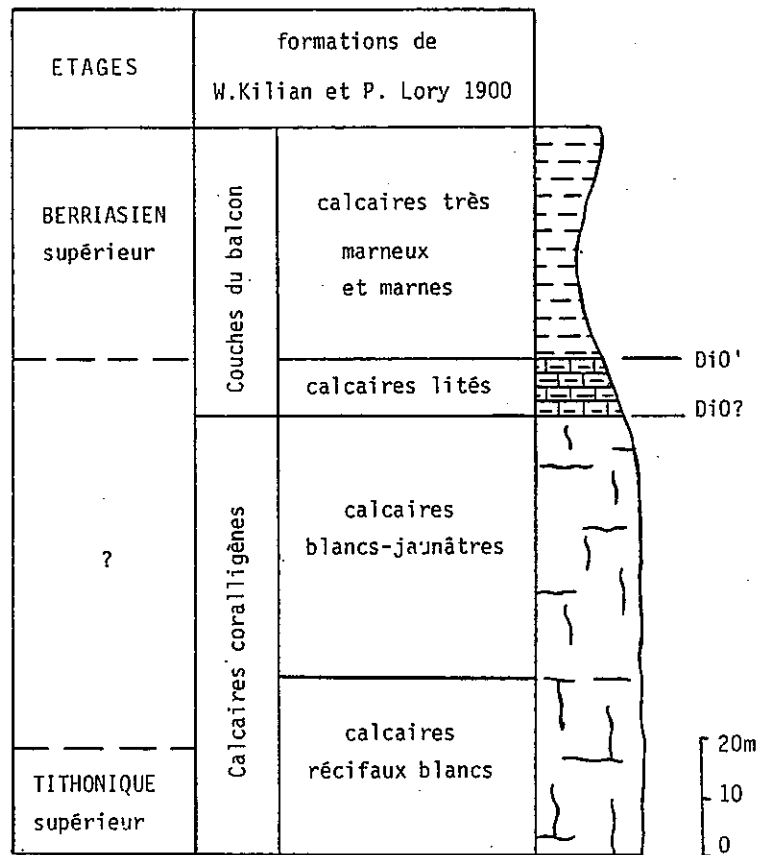 ETAGES
formations de
W.Kilian et P. Lory 1900
BERRIASIEN
supérieur
Couches du balcon
calcaires très
marneux
et marnes
DiO'
calcaires lités
DiO?
?
Calcaires coralligènes
calcaires
blancs-jaunâtres
calcaires
récifaux blancs
TITHONIQUE
supérieur
20m
10
0